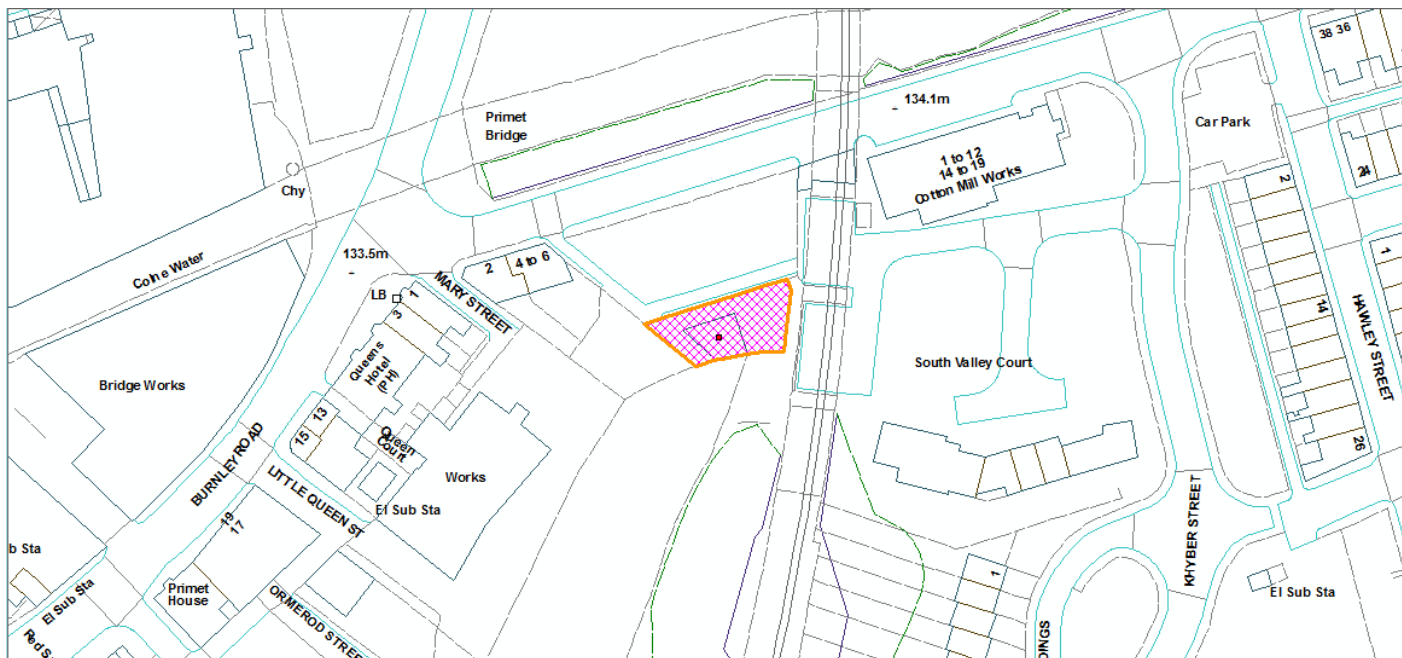 38 36
134.1m
Primet
Bridge
Car Park
1 to 12
14 to 19
Cotton Mill Works
24
2
Chy
133.5m
2
4 to 6
1
Colne Water
LB
1
3
MARY STREET
14
HAWLEY STREET
Queens
Hotel
(PH)
South Valley Court
Bridge Works
13
15
Queen
Court
26
BURNLEY ROAD
Works
LITTLE QUEEN ST
El Sub Sta
19
17
KHYBER STREET
b Sta
El Sub Sta
1
Primet
House
El Sub Sta
ORMEROD STREE
DINGS